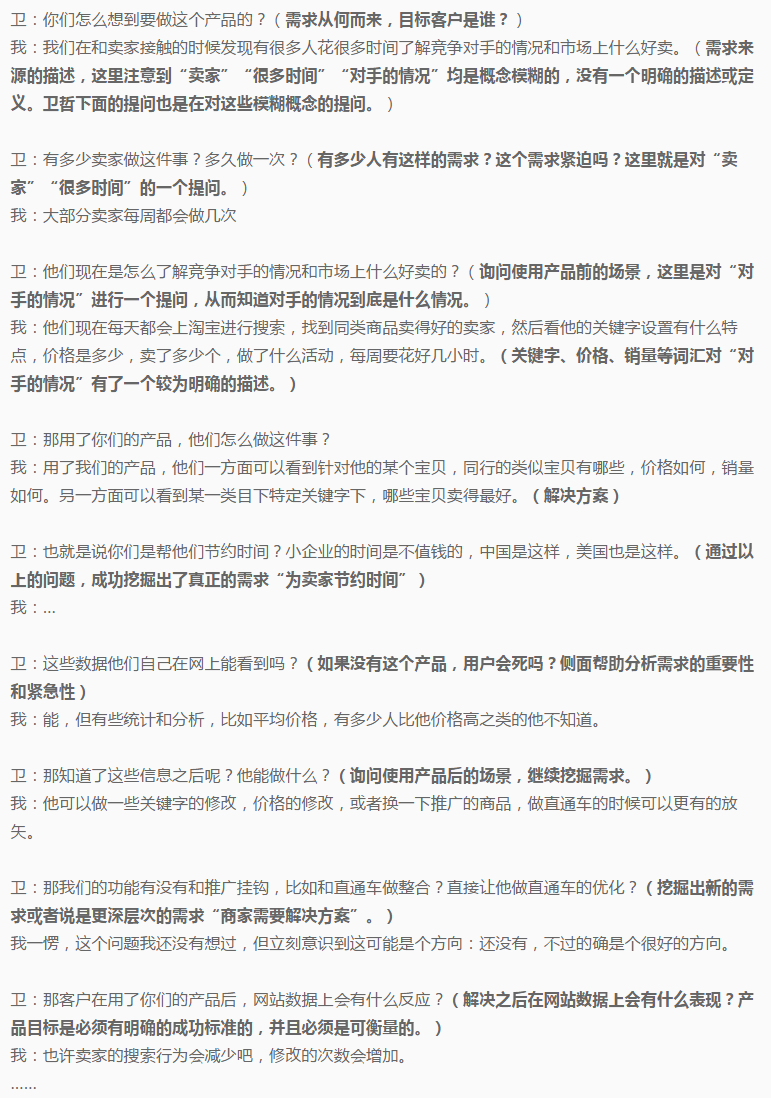 卫：你们怎么想到要做这个产品的？（需求从何而来，目标客户是谁？）
我：我们在和卖家接触的时候发现有很多人花很多时间了解竞争对手的情况和市场上什么好卖。（需求来
源的描述，这里注意到“卖家”“很多时间”“对手的情况”均是概念模糊的，没有一个明确的描述或定
义。卫哲下面的提问也是在对这些模糊概念的提问。）
卫：有多少卖家做这件事？多久做一次？（有多少人有这样的需求？这个需求紧迫吗？这里就是对“卖
家”“很多时间”的一个提问。）
我：大部分卖家每周都会做几次
卫：他们现在是怎么了解竞争对手的情况和市场上什么好卖的？（询问使用产品前的场景，这里是对“对
手的情况”进行一个提问，从而知道对手的情况到底是什么情况。）
我：他们现在每天都会上淘宝进行搜索，找到同类商品卖得好的卖家，然后看他的关键字设置有什么特
点，价格是多少，卖了多少个，做了什么活动，每周要花好几小时。（关键字、价格、销量等词汇对“对
手的情况”有了一个较为明确的描述。）
卫：那用了你们的产品，他们怎么做这件事？
我：用了我们的产品，他们一方面可以看到针对他的某个宝贝，同行的类似宝贝有哪些，价格如何，销量
如何。另一方面可以看到某一类目下特定关键字下，哪些宝贝卖得最好。（解决方案）
卫：也就是说你们是帮他们节约时间？小企业的时间是不值钱的，中国是这样，美国也是这样。（通过以
上的问题，成功挖掘出了真正的需求“为卖家节约时间”）
我：...
卫：这些数据他们自己在网上能看到吗？（如果没有这个产品，用户会死吗？侧面帮助分析需求的重要性
和紧急性）
我：能，但有些统计和分析，比如平均价格，有多少人比他价格高之类的他不知道。
卫：那知道了这些信息之后呢？他能做什么？（询问使用产品后的场景，继续挖掘需求。）
我：他可以做一些关键字的修改，价格的修改，或者换一下推广的商品，做直通车的时候可以更有的放
矢。
卫：那我们的功能有没有和推广挂钩，比如和直通车做整合？直接让他做直通车的优化？（挖掘出新的需
求或者说是更深层次的需求“商家需要解决方案”。）
我一愣，这个问题我还没有想过，但立刻意识到这可能是个方向：还没有，不过的确是个很好的方向。
卫：那客户在用了你们的产品后，网站数据上会有什么反应？（解决之后在网站数据上会有什么表现？产
品目标是必须有明确的成功标准的，并且必须是可衡量的。）
我：也许卖家的搜索行为会减少吧，修改的次数会增加。
……